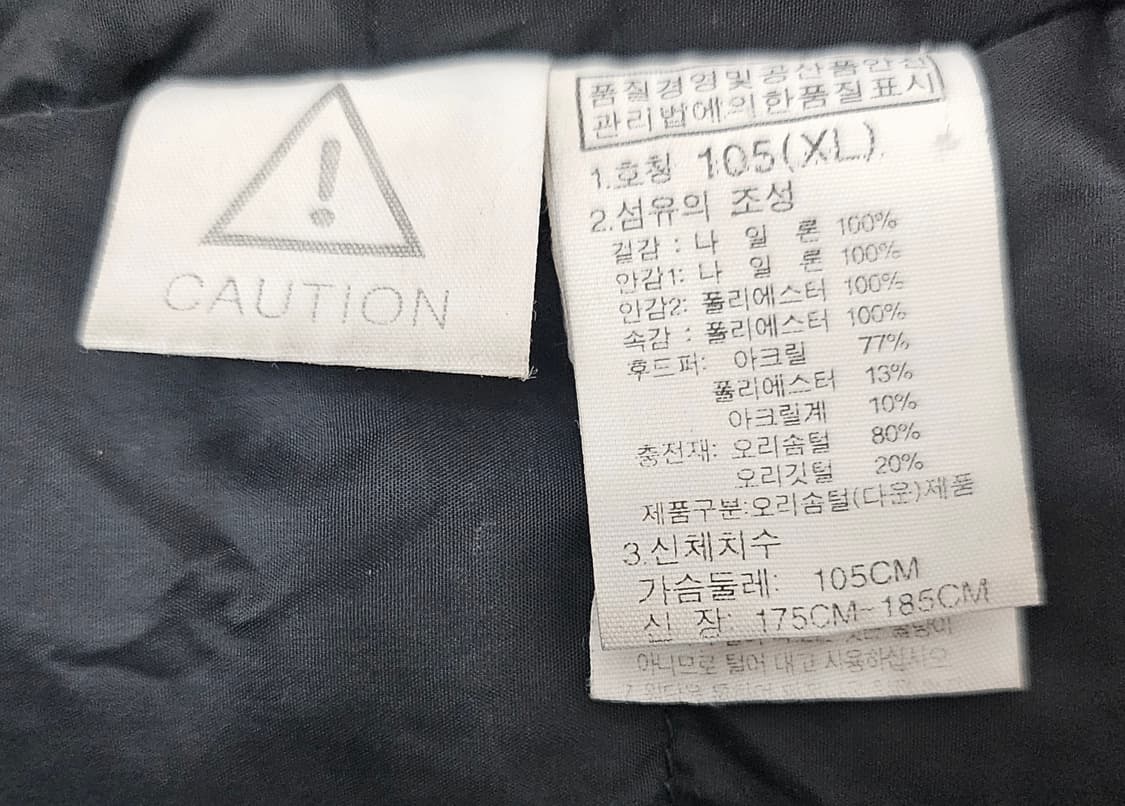 CAUTION
품질경영및공산품안전
관리법에의한품질표시
1.호칭 105(XL)
2.섬유의 조성
겉감 : 나 일 론 100%
안감1: 나 일 론 100%
안감2: 폴리에스터 100%
속감 : 폴리에스터 100%
후드퍼: 아크릴 77%
폴리에스터 13%
아크릴계 10%
충전재: 오리솜털 80%
오리깃털 20%
제품구분:오리솜털(다운)제품
3.신체치수
가슴둘레: 105CM
신 장: 175CM~185CM
아니므로 털어 내고 사용하십시오